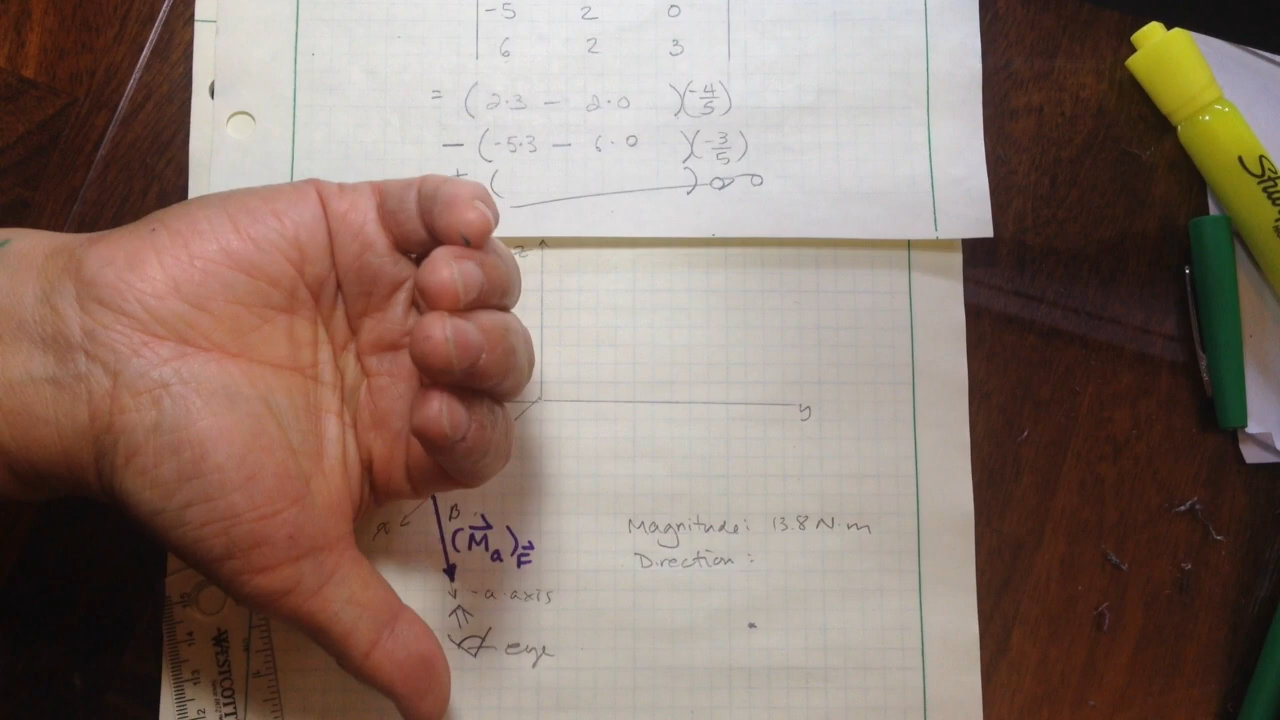 -5 2 0
6 2 3
= (2·3 - 2·0 )(-4/5)
- (-5·3 - 6·0 )(-3/5)
+ ( ) 0
z
y
x
B
(M⃗a)F⃗
-a-axis
eye
Magnitude: 13.8 N·m
Direction:
WESTCOTT